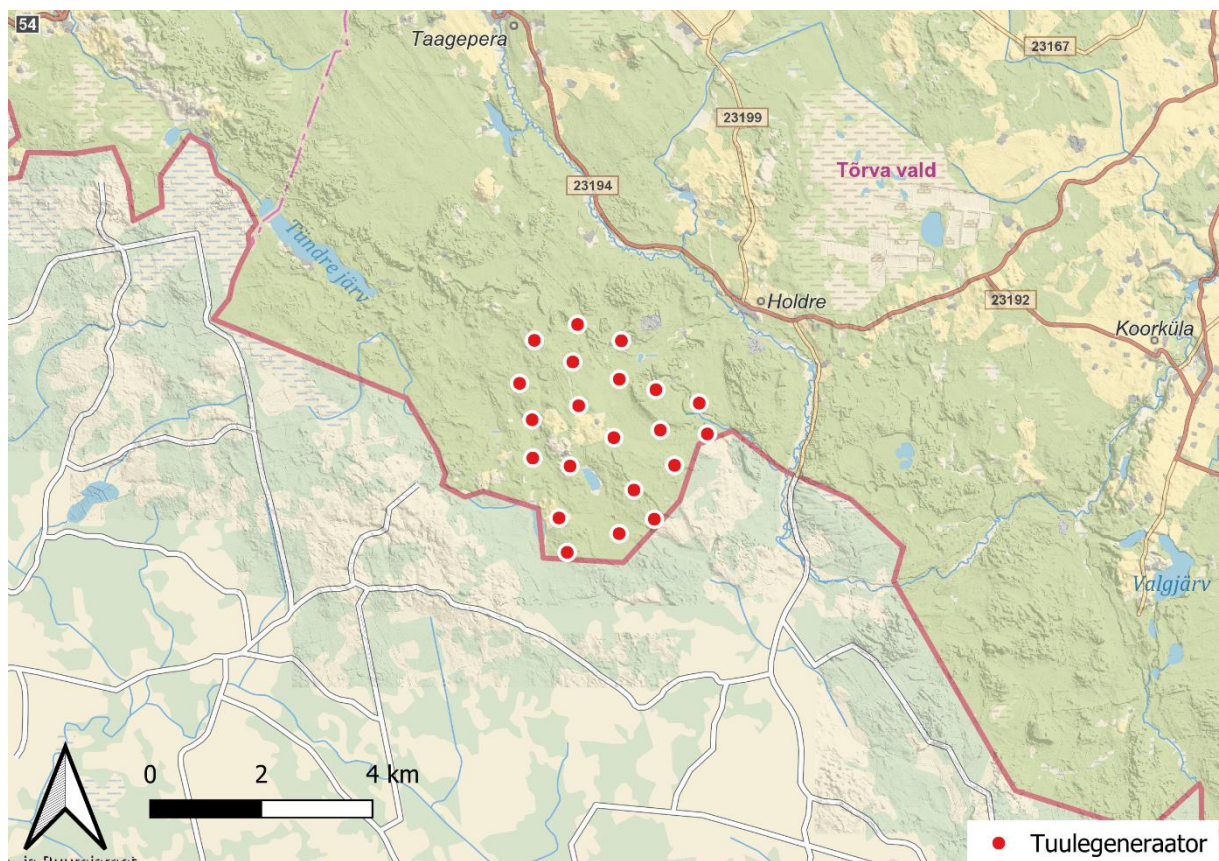 54
Taagepera
23167
23199
Tõrva vald
23194
Tündre järv
Holdre
23192
Koorküla
Valgjärv
0 2 4 km
Tuulegeneraator